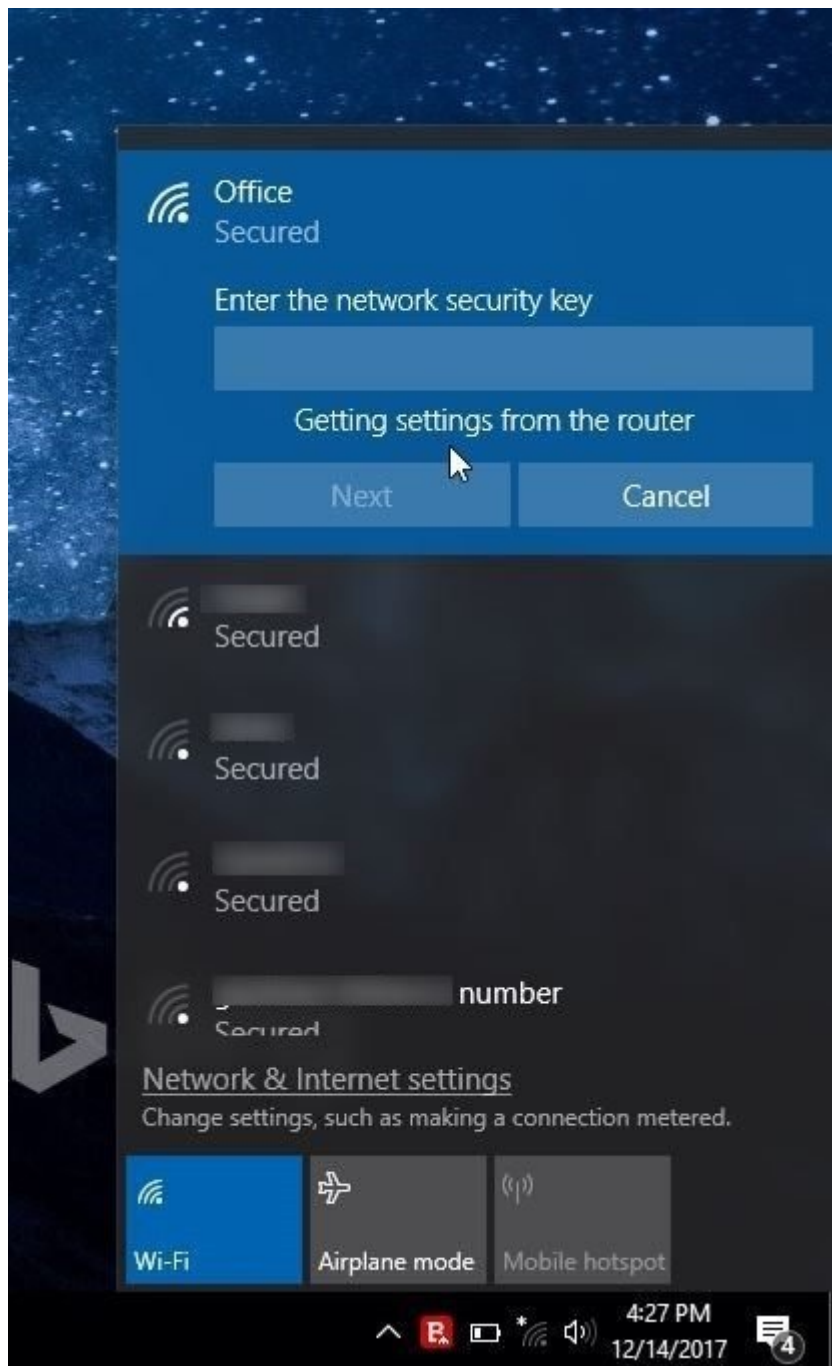 Office
Secured
Enter the network security key
Getting settings from the router
Next Cancel
Secured
Secured
Secured
number
Secured
Network & Internet settings
Change settings, such as making a connection metered.
Wi-Fi Airplane mode Mobile hotspot
4:27 PM
12/14/2017
4